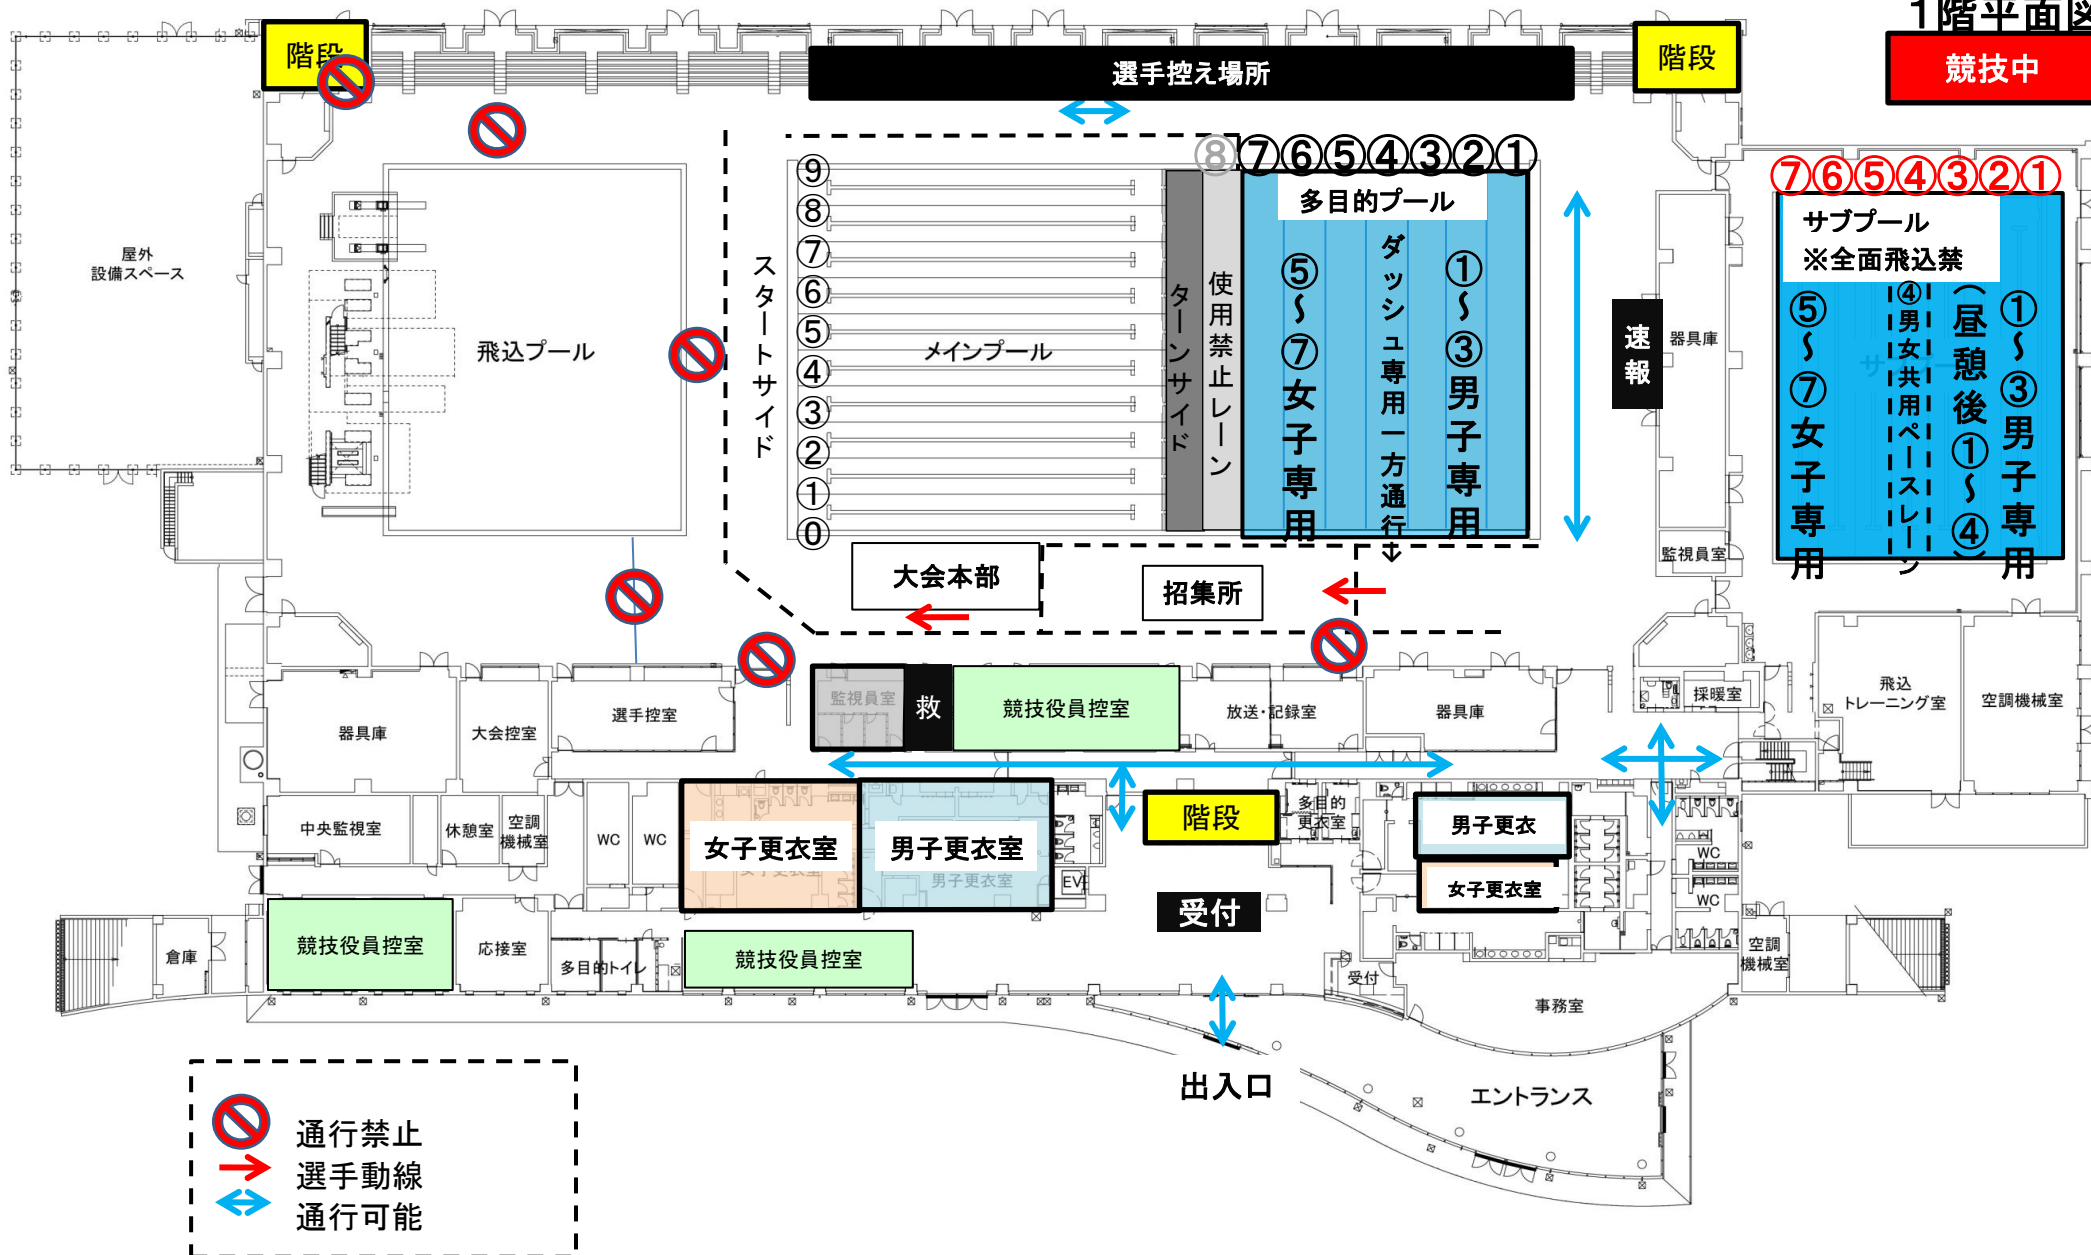 1階平面図
競技中
階段
選手控え場所
階段
⑧⑦⑥⑤④③②①
多目的プール
⑤～⑦女子専用
ダッシュ専用一方通行→
①～③男子専用
使用禁止レーン
ターンサイド
スタートサイド
⑨
⑧
⑦
⑥
⑤
④
③
②
①
⓪
メインプール
飛込プール
屋外
設備スペース
速報
器具庫
監視員室
⑦⑥⑤④③②①
サブプール
※全面飛込禁
①～③男子専用
(昼憩後①～④)
④男女共用ペースレーン
⑤～⑦女子専用
大会本部
招集所
器具庫
大会控室
選手控室
監視員室
救
競技役員控室
放送・記録室
器具庫
採暖室
飛込
トレーニング室
空調機械室
中央監視室
休憩室
空調
機械室
WC
WC
女子更衣室
女子更衣室
男子更衣室
男子更衣室
EV
階段
多目的
更衣室
男子更衣
女子更衣室
WC
WC
受付
倉庫
競技役員控室
応接室
多目的トイレ
競技役員控室
受付
事務室
空調
機械室
出入口
エントランス
通行禁止
選手動線
通行可能